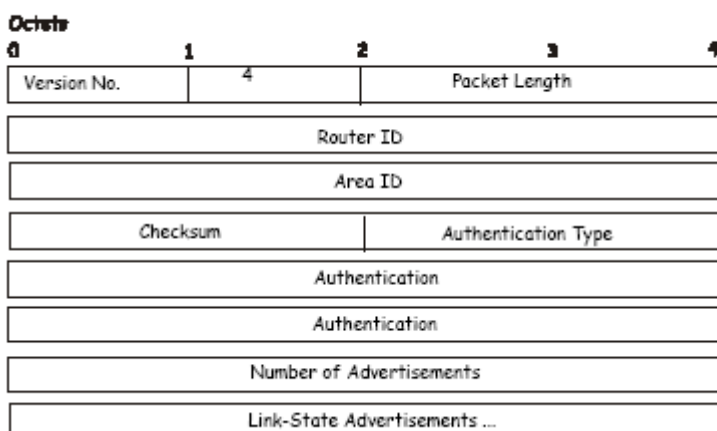 Octets
0 1 2 3 4
Version No. 4 Packet Length
Router ID
Area ID
Checksum Authentication Type
Authentication
Authentication
Number of Advertisements
Link-State Advertisements ...